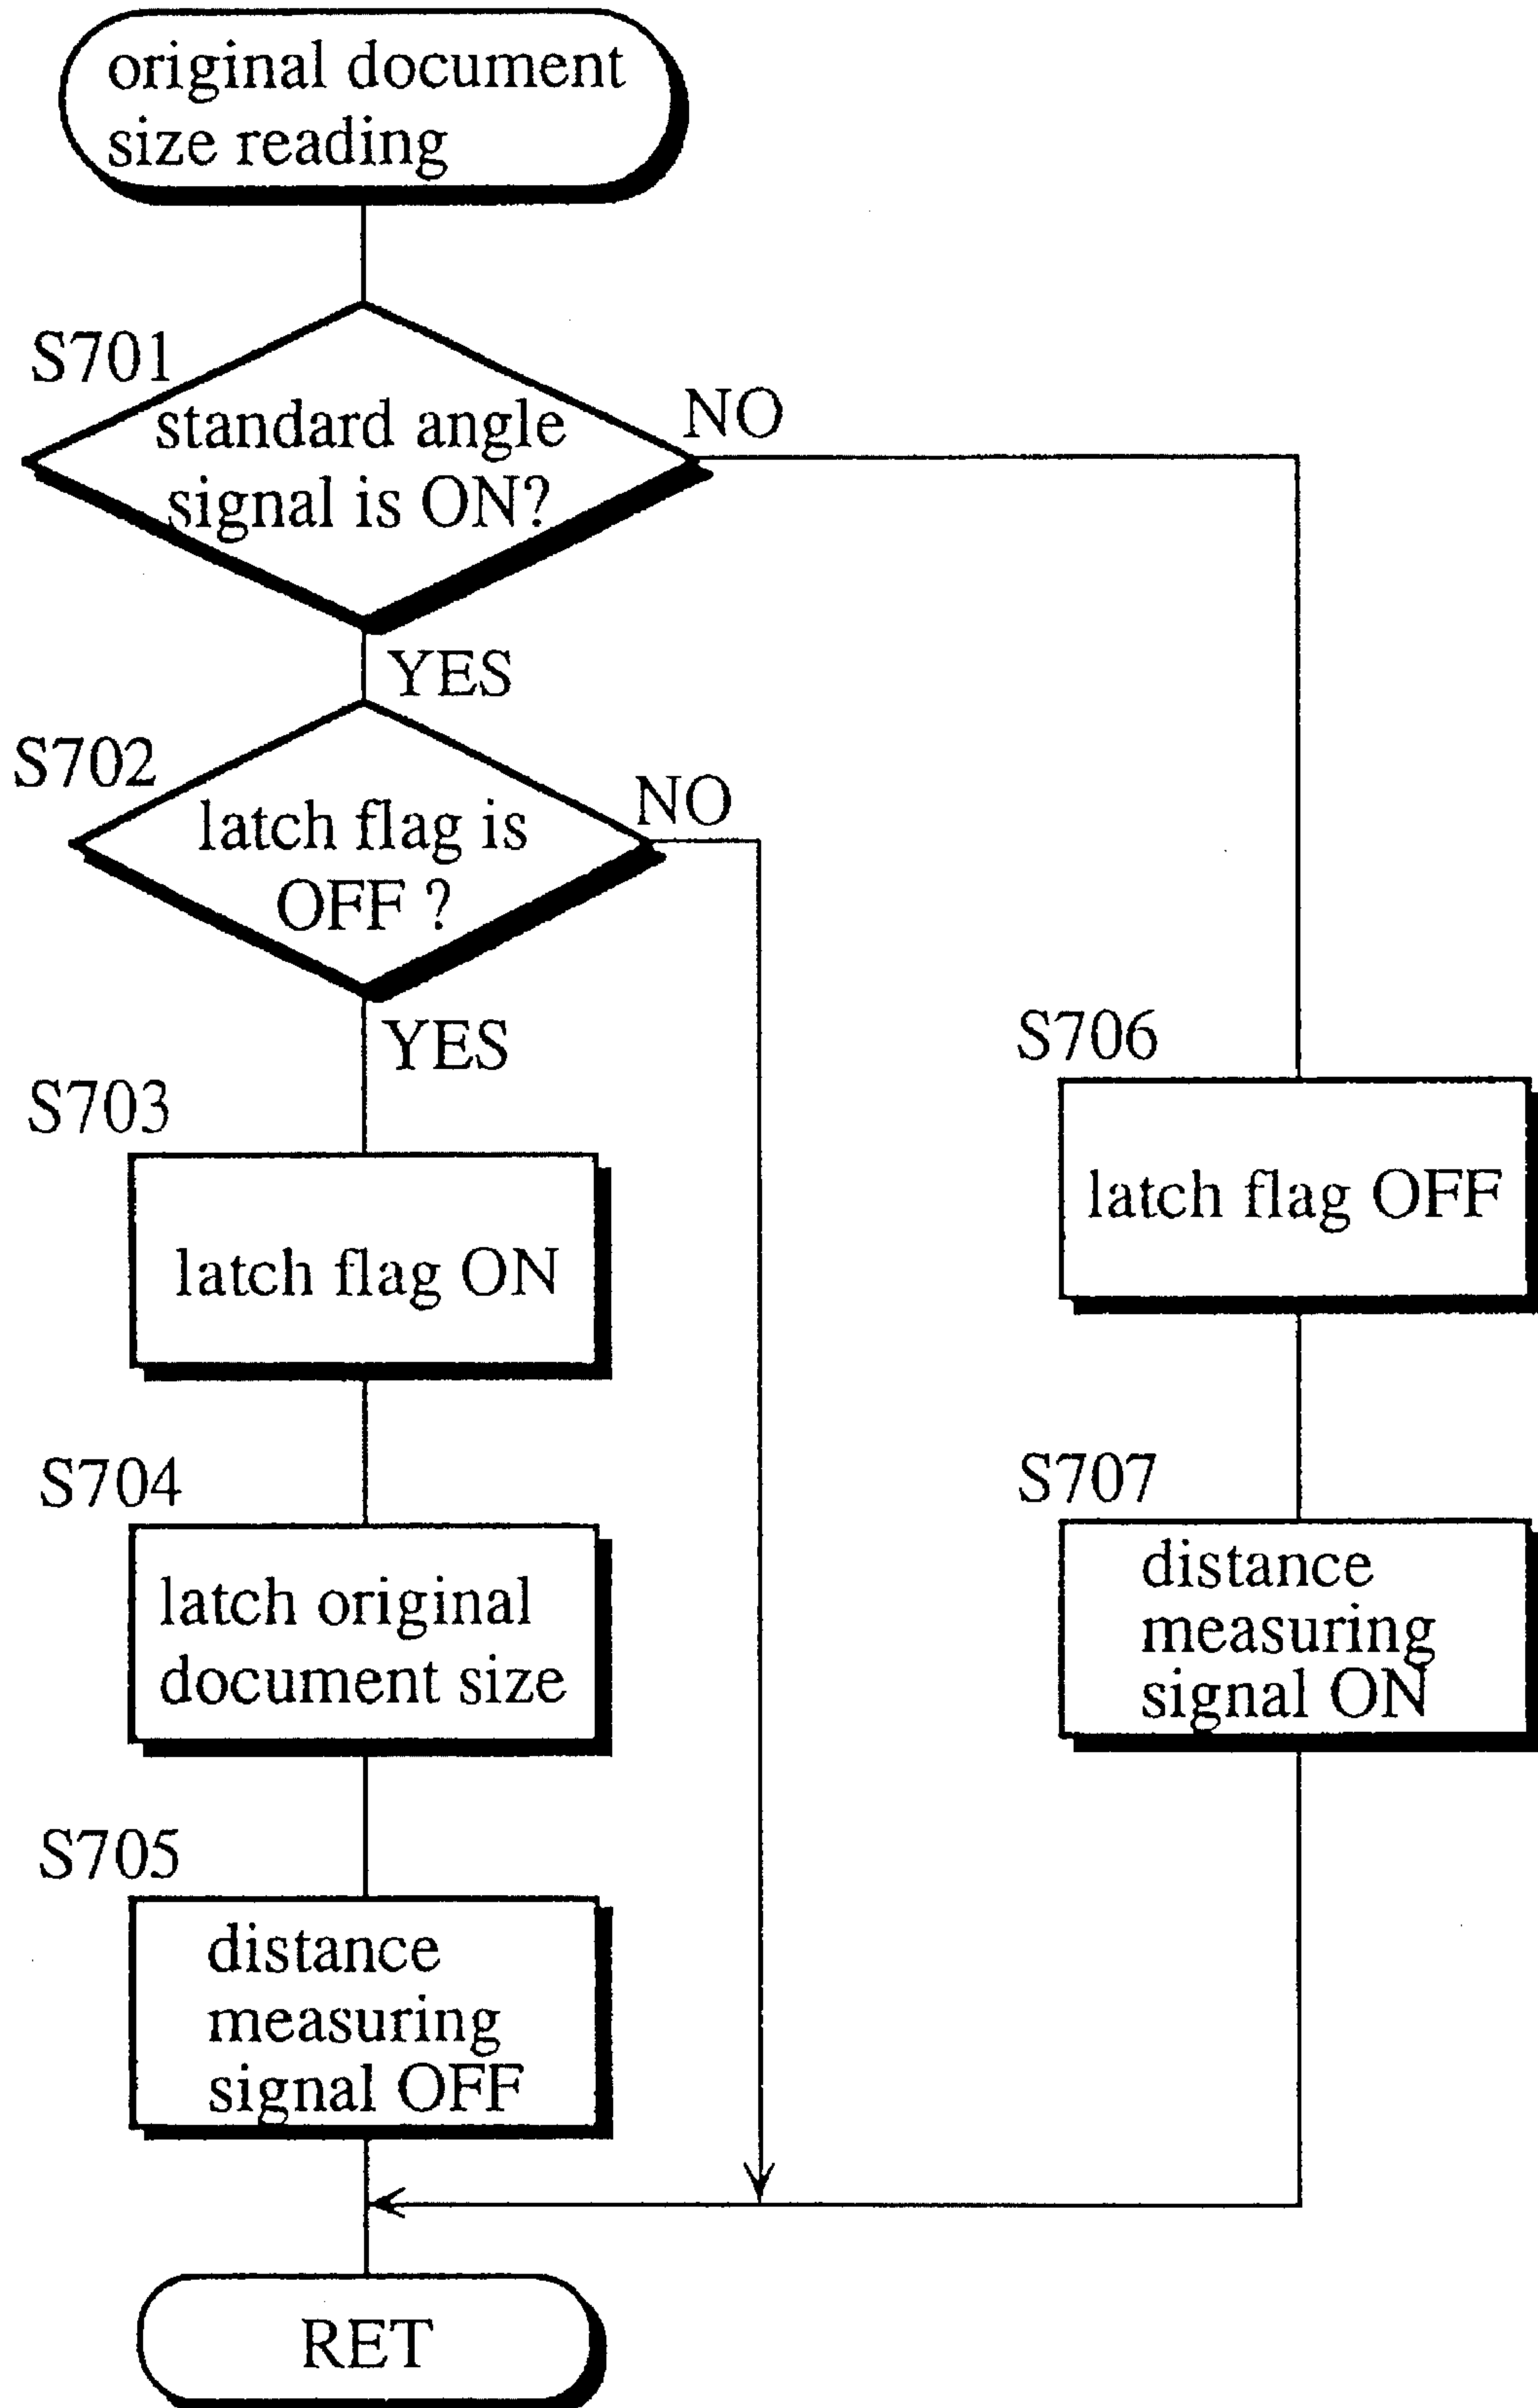 original document
size reading
S701
standard angle
signal is ON?
NO
YES
S702
latch flag is
OFF ?
NO
YES
S703
latch flag ON
S704
latch original
document size
S705
distance
measuring
signal OFF
S706
latch flag OFF
S707
distance
measuring
signal ON
RET